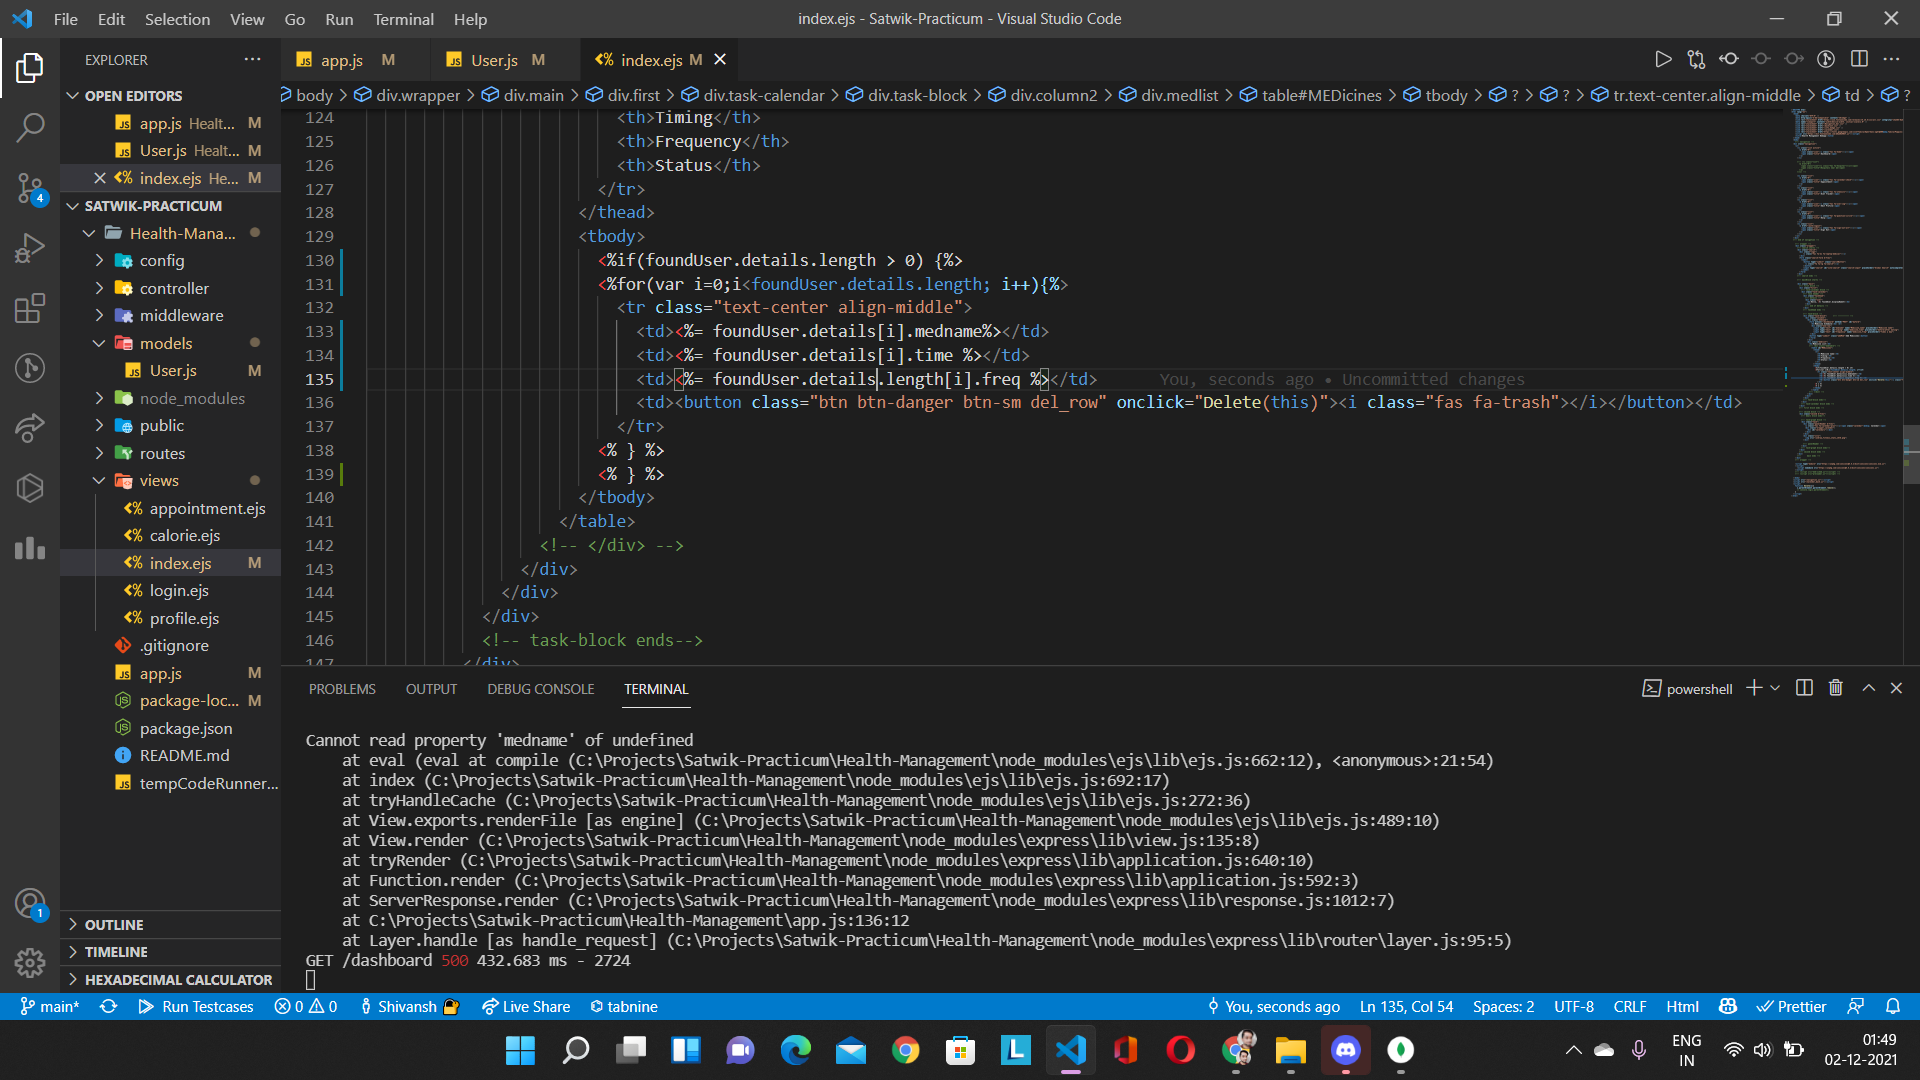 File Edit Selection View Go Run Terminal Help
index.ejs - Satwik-Practicum - Visual Studio Code
EXPLORER
app.js M
User.js M
index.ejs M
OPEN EDITORS
app.js Healt... M
User.js Healt... M
index.ejs He... M
SATWIK-PRACTICUM
Health-Mana...
config
controller
middleware
models
User.js
node_modules
public
routes
views
appointment.ejs
calorie.ejs
index.ejs M
login.ejs
profile.ejs
.gitignore
app.js M
package-loc... M
package.json
README.md
tempCodeRunner...
OUTLINE
TIMELINE
HEXADECIMAL CALCULATOR
4
1
body > div.wrapper > div.main > div.first > div.task-calendar > div.task-block > div.column2 > div.medlist > table#MEDicines > tbody > ? > ? > tr.text-center.align-middle > td > ?
124 <th>Timing</th>
125 <th>Frequency</th>
126 <th>Status</th>
127 </tr>
128 </thead>
129 <tbody>
130 <%if(foundUser.details.length > 0) {%>
131 <%for(var i=0;i<foundUser.details.length; i++){%>
132 <tr class="text-center align-middle">
133 <td><%= foundUser.details[i].medname%></td>
134 <td><%= foundUser.details[i].time %></td>
135 <td><%= foundUser.details.length[i].freq %></td> You, seconds ago • Uncommitted changes
136 <td><button class="btn btn-danger btn-sm del_row" onclick="Delete(this)"><i class="fas fa-trash"></i></button></td>
137 </tr>
138 <% } %>
139 <% } %>
140 </tbody>
141 </table>
142 <!-- </div> -->
143 </div>
144 </div>
145 </div>
146 <!-- task-block ends-->
147 </div>
PROBLEMS OUTPUT DEBUG CONSOLE TERMINAL
powershell
Cannot read property 'medname' of undefined
at eval (eval at compile (C:\Projects\Satwik-Practicum\Health-Management\node_modules\ejs\lib\ejs.js:662:12), <anonymous>:21:54)
at index (C:\Projects\Satwik-Practicum\Health-Management\node_modules\ejs\lib\ejs.js:692:17)
at tryHandleCache (C:\Projects\Satwik-Practicum\Health-Management\node_modules\ejs\lib\ejs.js:272:36)
at View.exports.renderFile [as engine] (C:\Projects\Satwik-Practicum\Health-Management\node_modules\ejs\lib\ejs.js:489:10)
at View.render (C:\Projects\Satwik-Practicum\Health-Management\node_modules\express\lib\view.js:135:8)
at tryRender (C:\Projects\Satwik-Practicum\Health-Management\node_modules\express\lib\application.js:640:10)
at Function.render (C:\Projects\Satwik-Practicum\Health-Management\node_modules\express\lib\application.js:592:3)
at ServerResponse.render (C:\Projects\Satwik-Practicum\Health-Management\node_modules\express\lib\response.js:1012:7)
at C:\Projects\Satwik-Practicum\Health-Management\app.js:136:12
at Layer.handle [as handle_request] (C:\Projects\Satwik-Practicum\Health-Management\node_modules\express\lib\router\layer.js:95:5)
GET /dashboard 500 432.683 ms - 2724
main* Run Testcases 0 0 Shivansh Live Share tabnine
You, seconds ago Ln 135, Col 54 Spaces: 2 UTF-8 CRLF Html Prettier
ENG
IN
01:49
02-12-2021